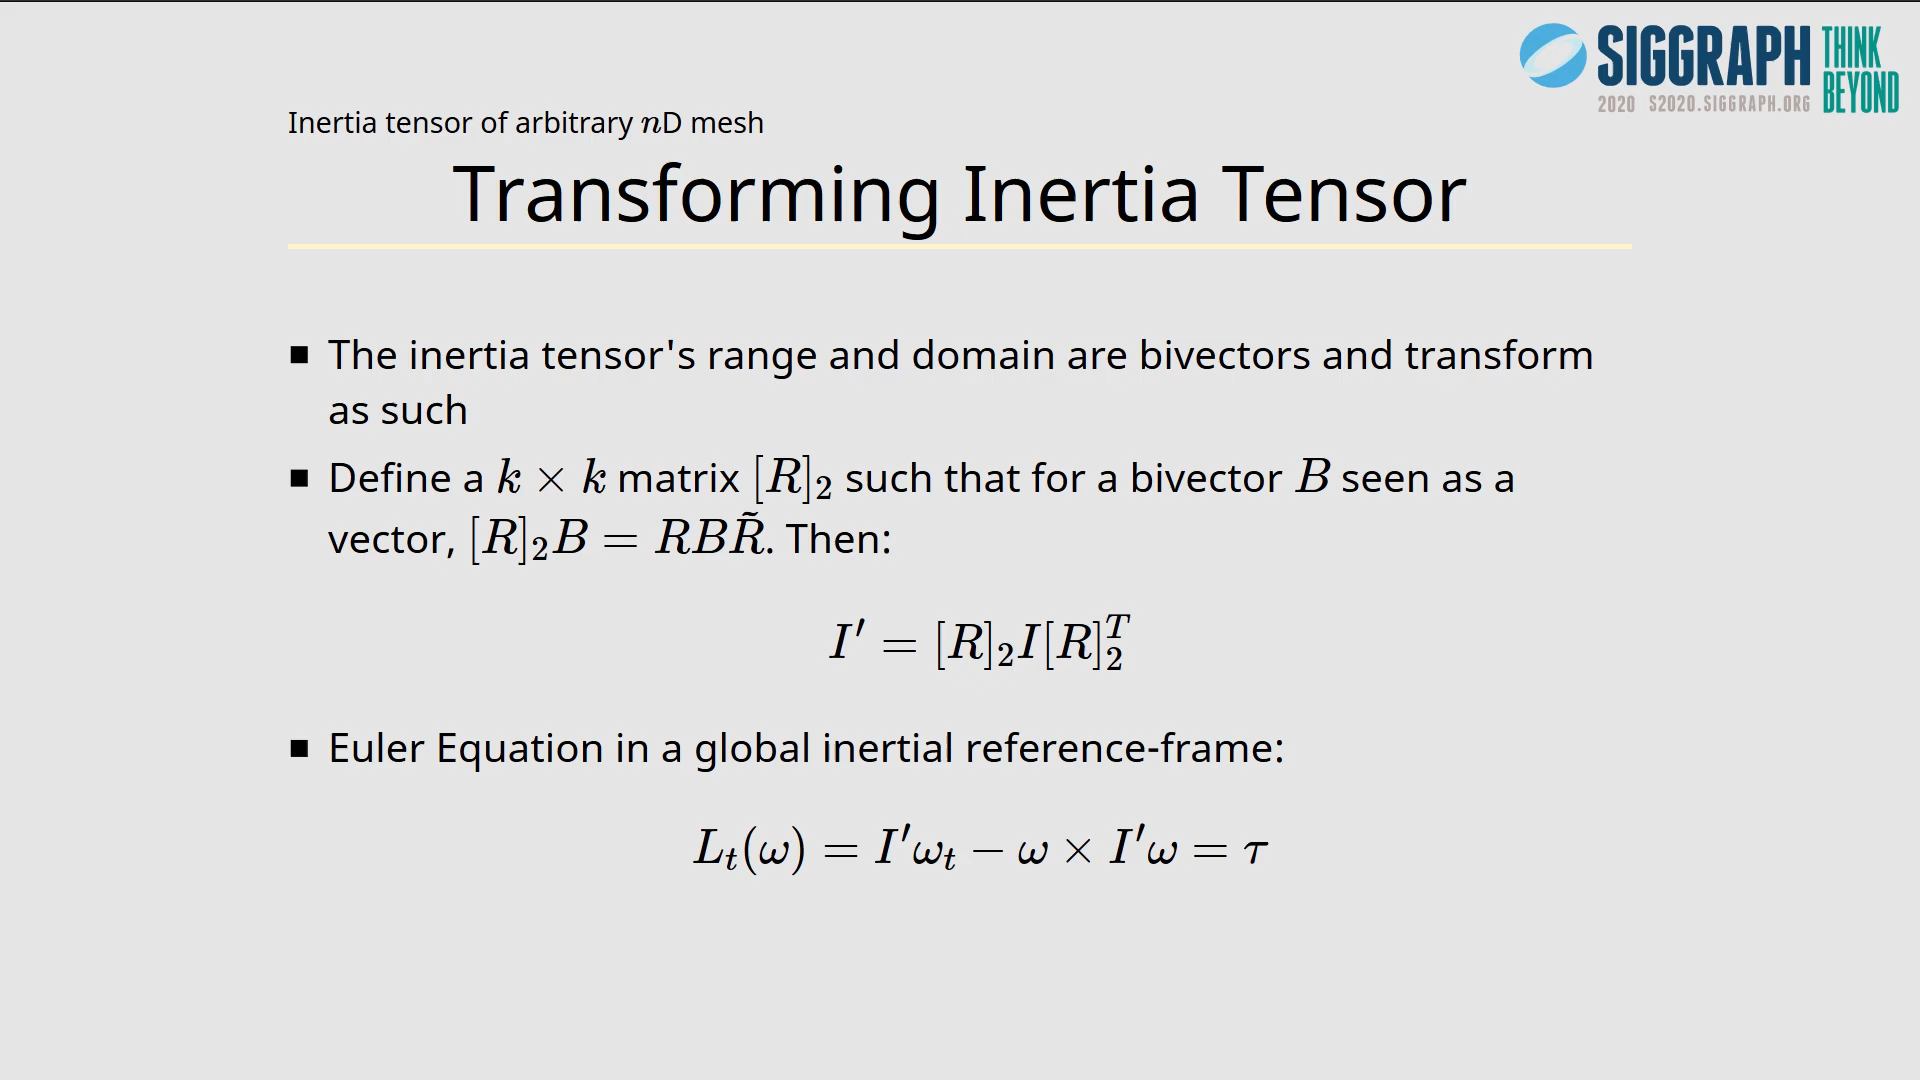 SIGGRAPH THINK BEYOND
2020 S2020.SIGGRAPH.ORG
Inertia tensor of arbitrary nD mesh
Transforming Inertia Tensor
■ The inertia tensor's range and domain are bivectors and transform
as such
■ Define a k × k matrix [R]₂ such that for a bivector B seen as a
vector, [R]₂B = RBR̃. Then:
I′ = [R]₂I[R]₂ᵀ
■ Euler Equation in a global inertial reference-frame:
Lₜ(ω) = I′ωₜ − ω × I′ω = τ